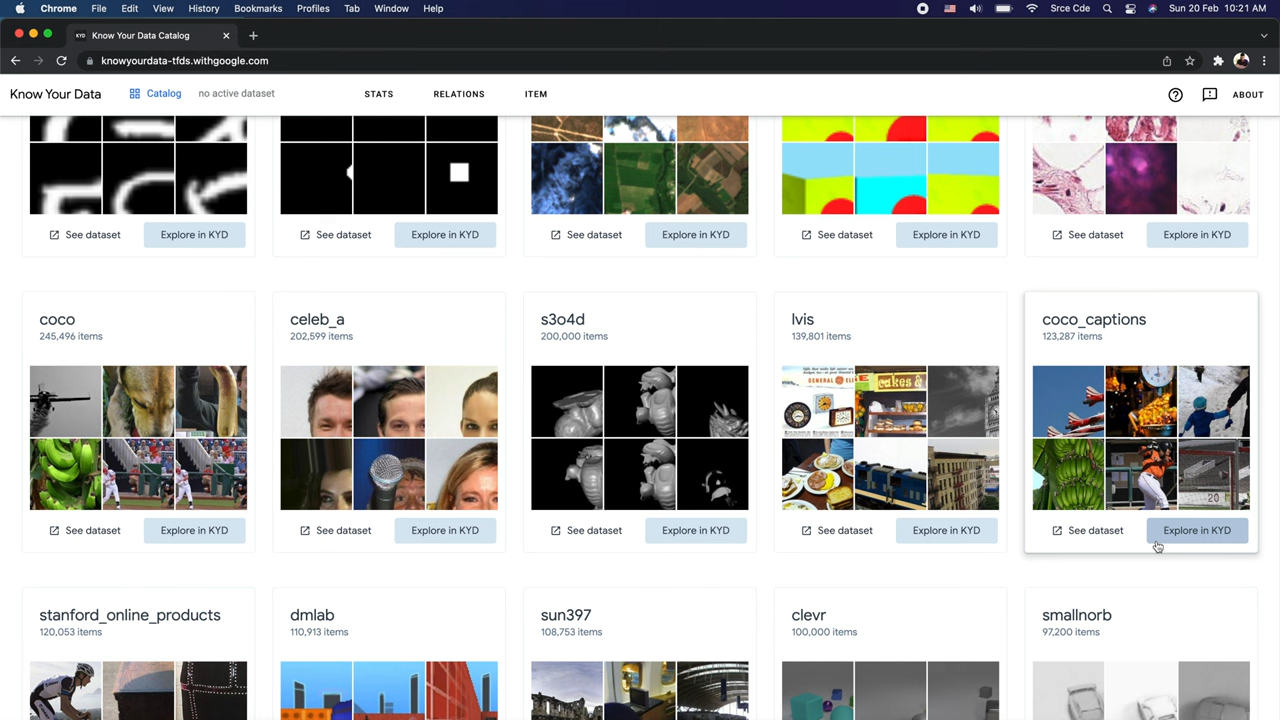 Chrome File Edit View History Bookmarks Profiles Tab Window Help Srce Cde Sun 20 Feb 10:21 AM
KYD Know Your Data Catalog
knowyourdata-tfds.withgoogle.com
Know Your Data Catalog no active dataset STATS RELATIONS ITEM ABOUT
See dataset Explore in KYD See dataset Explore in KYD See dataset Explore in KYD See dataset Explore in KYD See dataset Explore in KYD
coco celeb_a s3o4d lvis coco_captions
245,496 items 202,599 items 200,000 items 139,801 items 123,287 items
GENERAL
cakes &
20
See dataset Explore in KYD See dataset Explore in KYD See dataset Explore in KYD See dataset Explore in KYD See dataset Explore in KYD
stanford_online_products dmlab sun397 clevr smallnorb
120,053 items 110,913 items 108,753 items 100,000 items 97,200 items